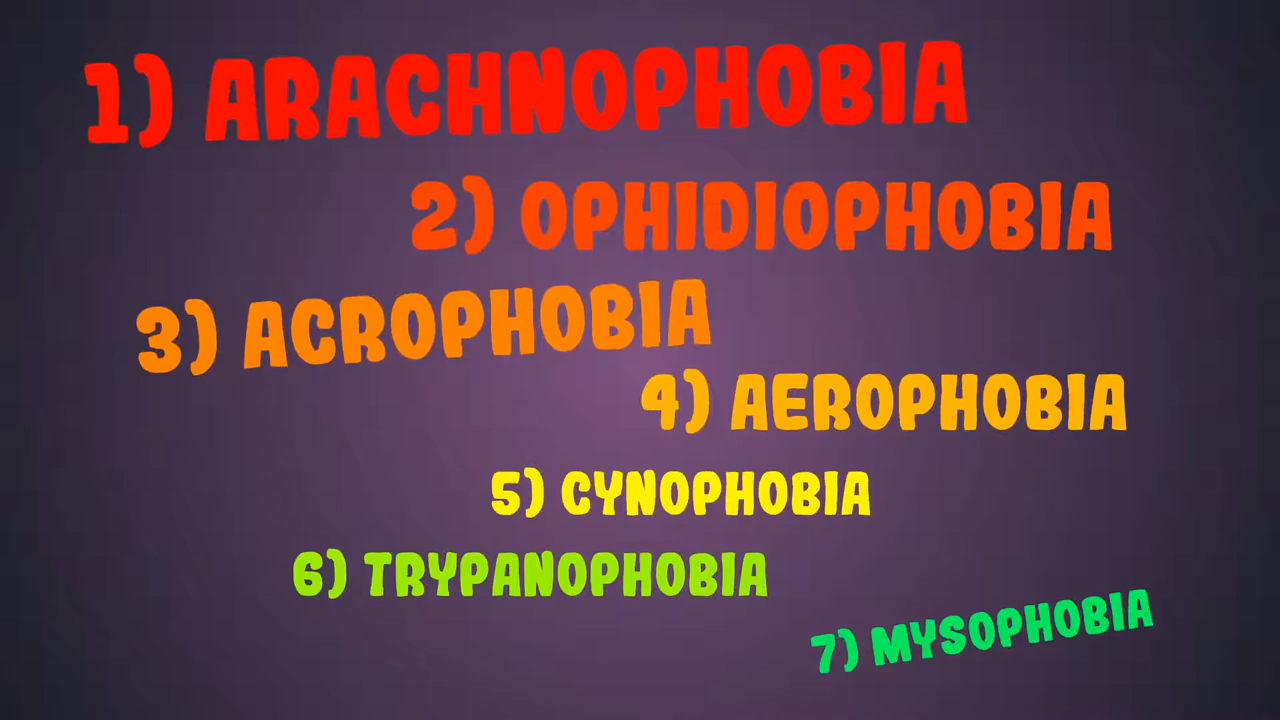 1) ARACHNOPHOBIA
2) OPHIDIOPHOBIA
3) ACROPHOBIA
4) AEROPHOBIA
5) CYNOPHOBIA
6) TRYPANOPHOBIA
7) MYSOPHOBIA